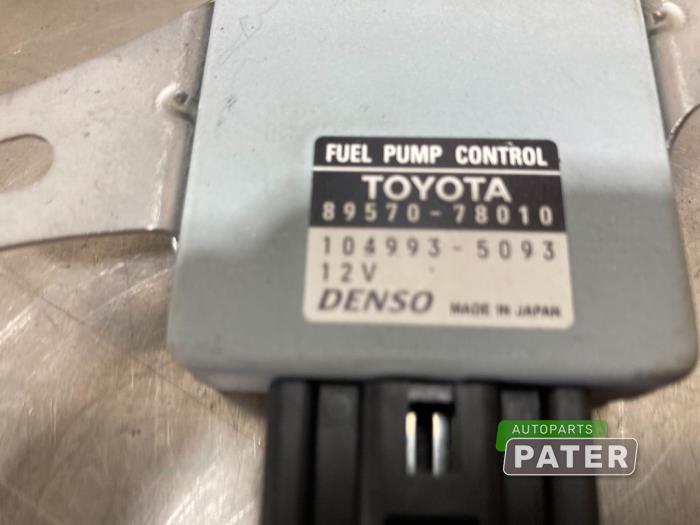 FUEL PUMP CONTROL
TOYOTA
89570-78010
104993-5093
12V
DENSO MADE IN JAPAN
AUTOPARTS
PATER